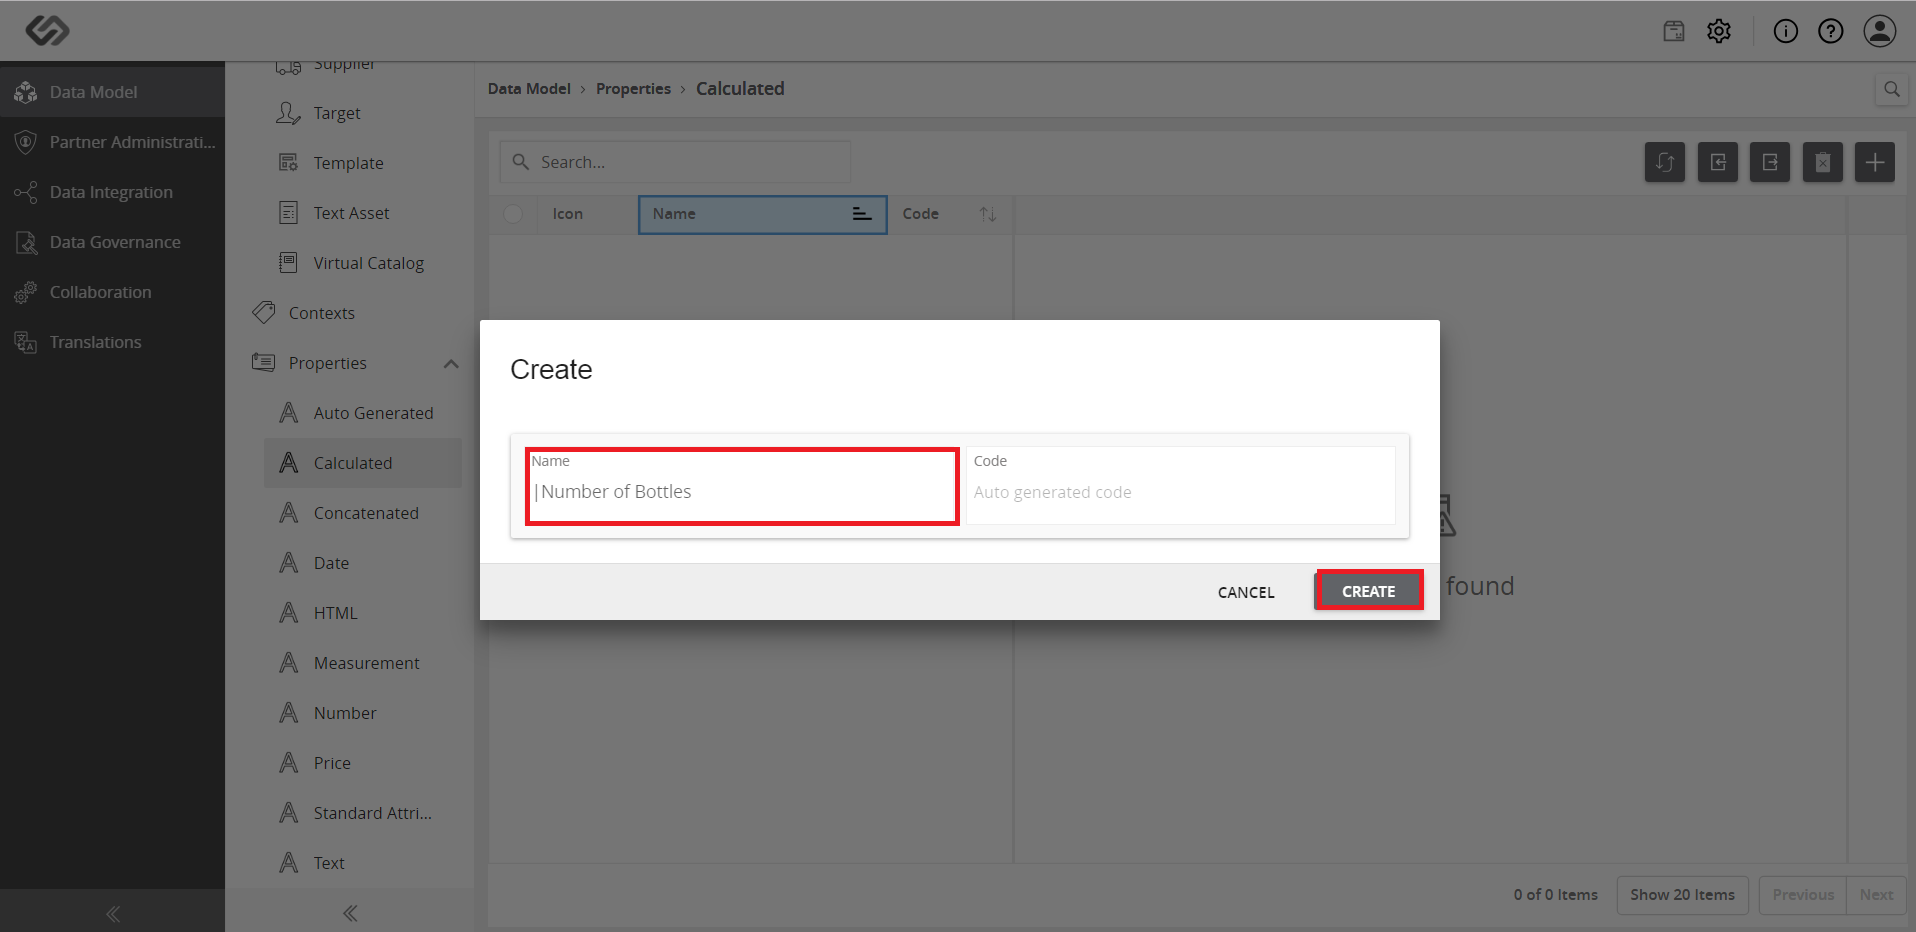 Data Model
Partner Administrati...
Data Integration
Data Governance
Collaboration
Translations
Supplier
Target
Template
Text Asset
Virtual Catalog
Contexts
Properties
Auto Generated
Calculated
Concatenated
Date
HTML
Measurement
Number
Price
Standard Attri...
Text
Data Model › Properties › Calculated
Search...
Icon Name Code
Create
Name
Number of Bottles
Code
Auto generated code
CANCEL CREATE
found
0 of 0 Items Show 20 Items Previous Next